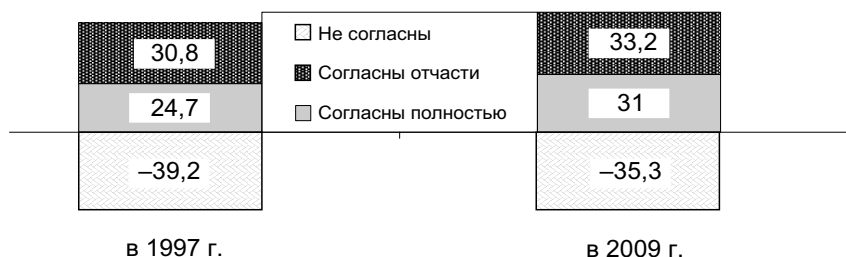 30,8
24,7
–39,2
Не согласны
Согласны отчасти
Согласны полностью
33,2
31
–35,3
в 1997 г.
в 2009 г.